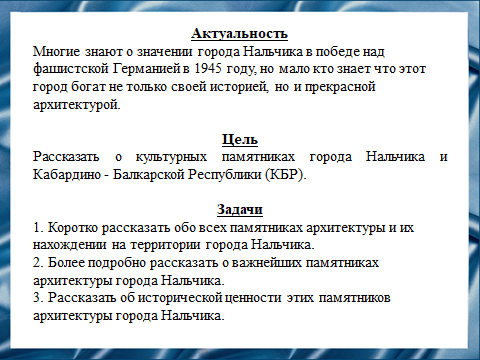 Актуальность
Многие знают о значении города Нальчика в победе над
фашистской Германией в 1945 году, но мало кто знает что этот
город богат не только своей историей, но и прекрасной
архитектурой.
Цель
Рассказать о культурных памятниках города Нальчика и
Кабардино - Балкарской Республики (КБР).
Задачи
1. Коротко рассказать обо всех памятниках архитектуры и их
нахождении на территории города Нальчика.
2. Более подробно рассказать о важнейших памятниках
архитектуры города Нальчика.
3. Рассказать об исторической ценности этих памятников
архитектуры города Нальчика.